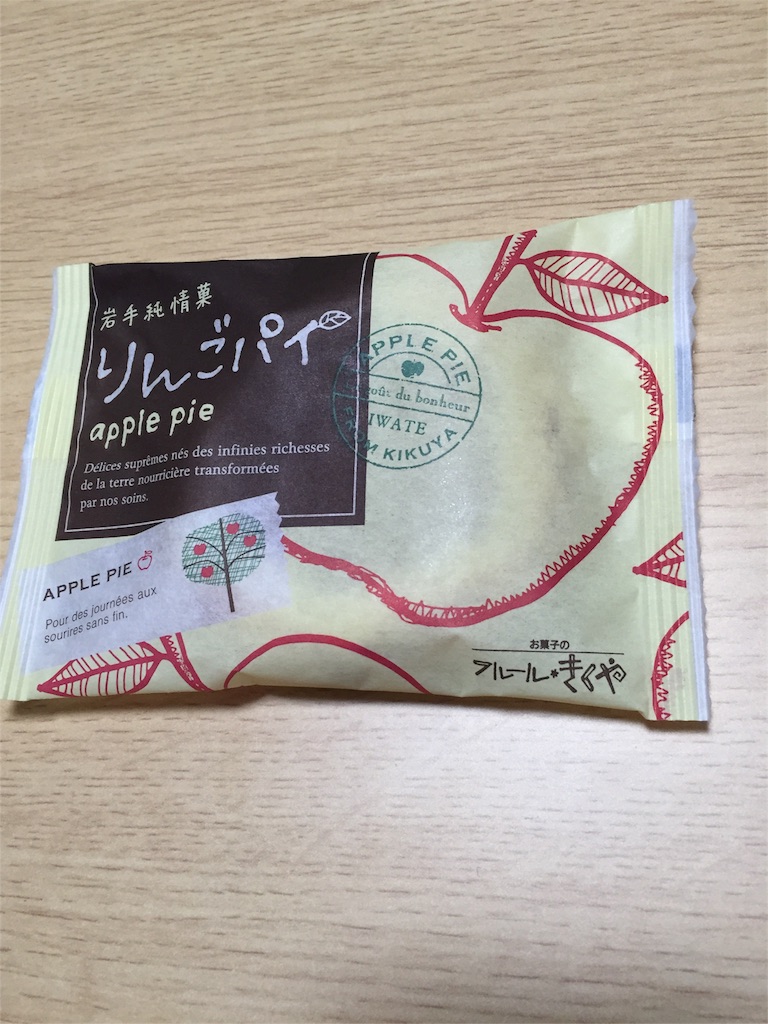 岩手純情菓
りんごパイ
apple pie
Délices suprêmes nés des infinies richesses
de la terre nourricière transformées
par nos soins.
APPLE PIE
goût du bonheur
IWATE
FROM KIKUYA
APPLE PIE
Pour des journées aux
sourires sans fin.
お菓子の
フルール*きくや